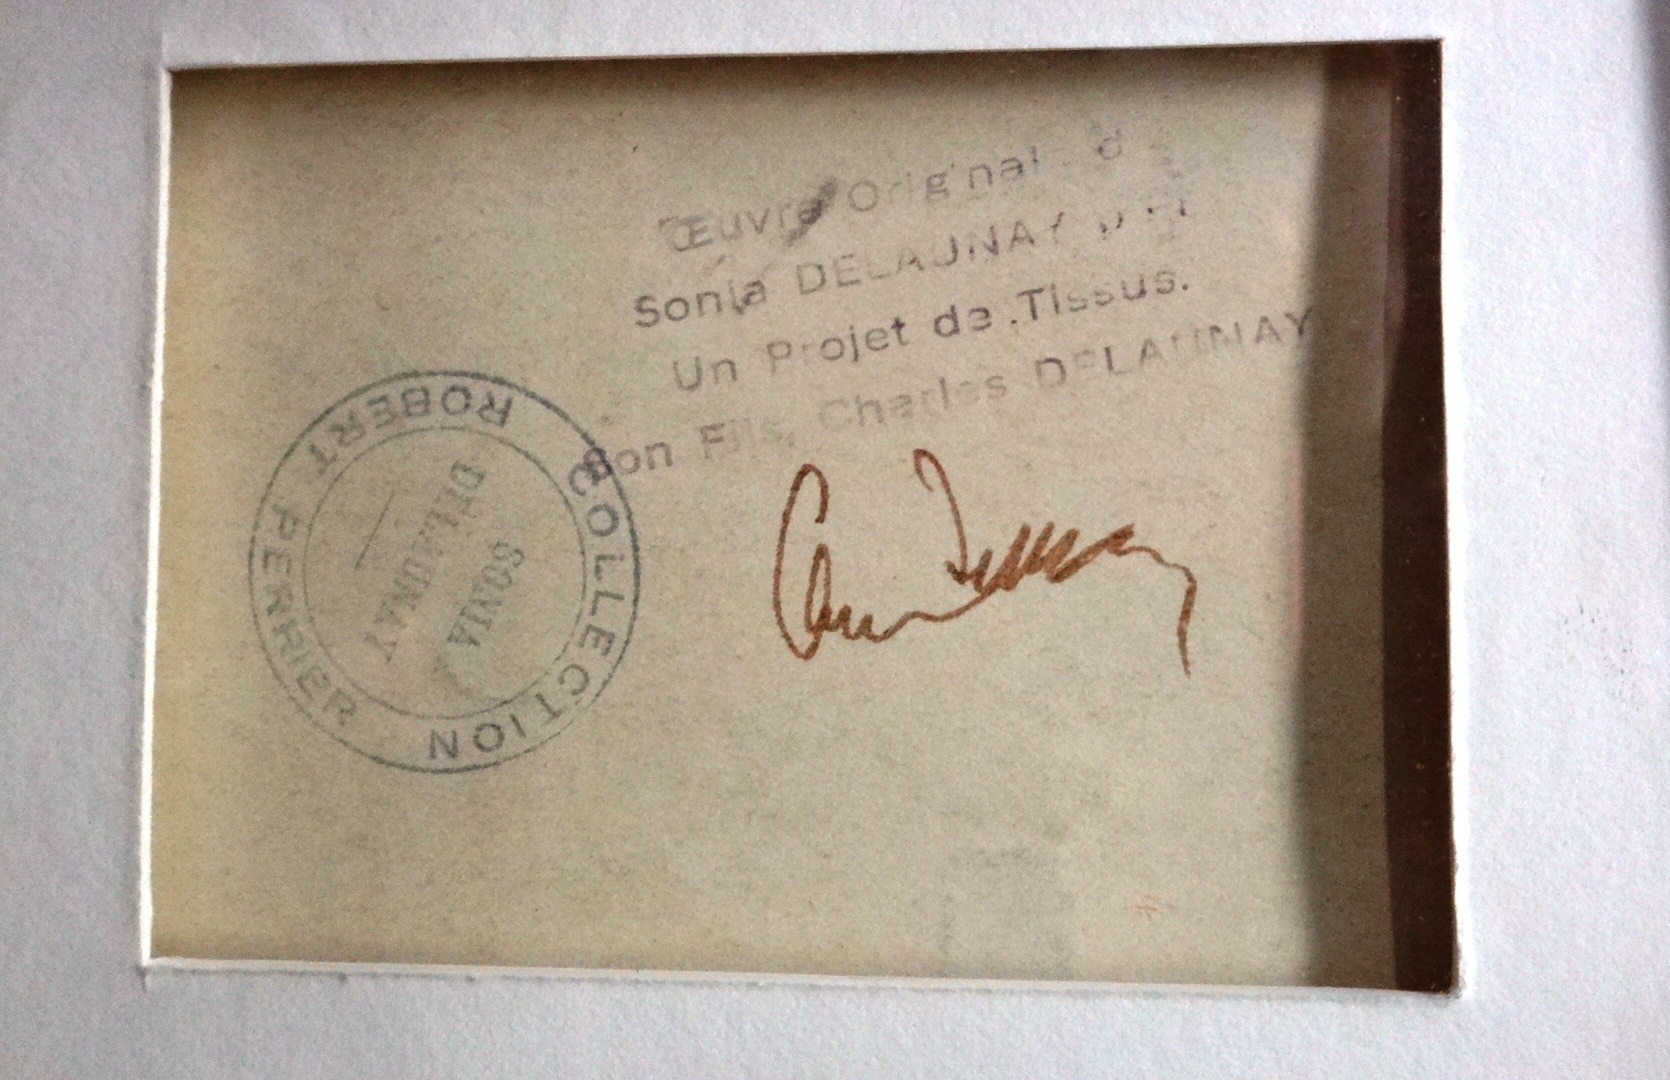 Œuvre Original d
Sonia DELAUNAY
Un Projet de Tissus.
Son Fils, Charles DELAUNAY
COLLECTION ROBERT PERRIER
SONIA
DELAUNAY